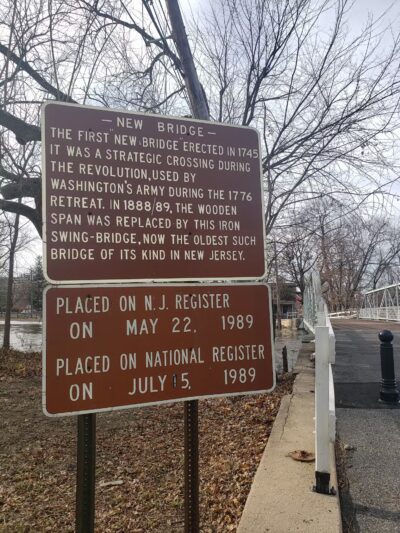 — NEW BRIDGE —
THE FIRST "NEW-BRIDGE" ERECTED IN 1745
IT WAS A STRATEGIC CROSSING DURING
THE REVOLUTION, USED BY
WASHINGTON'S ARMY DURING THE 1776
RETREAT. IN 1888/89, THE WOODEN
SPAN WAS REPLACED BY THIS IRON
SWING-BRIDGE, NOW THE OLDEST SUCH
BRIDGE OF ITS KIND IN NEW JERSEY.
PLACED ON N.J. REGISTER
ON MAY 22, 1989
PLACED ON NATIONAL REGISTER
ON JULY 5, 1989